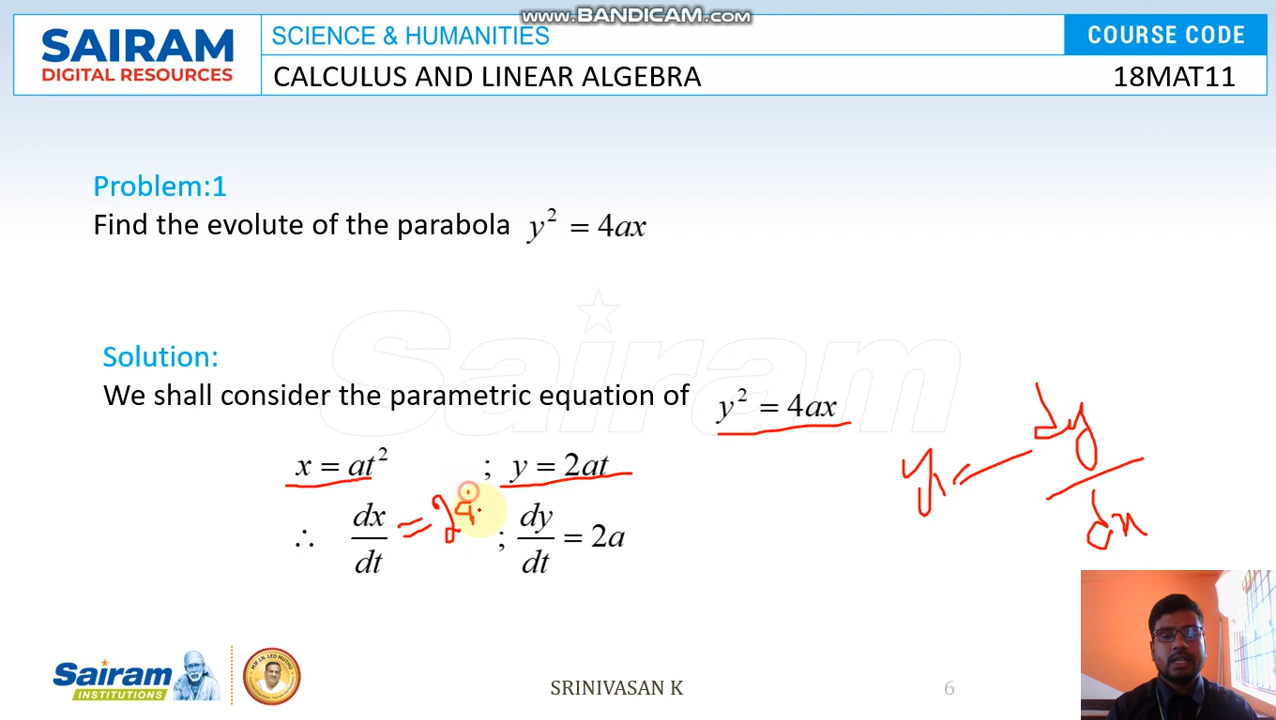 www.BANDICAM.com
SAIRAM
DIGITAL RESOURCES
SCIENCE & HUMANITIES
COURSE CODE
CALCULUS AND LINEAR ALGEBRA
18MAT11
Problem:1
Find the evolute of the parabola y² = 4ax
Sairam
Solution:
We shall consider the parametric equation of y² = 4ax
x = at² ; y = 2at
∴ dx/dt = 2a ; dy/dt = 2a
y₁ = dy/dx
Sairam
INSTITUTIONS
SRINIVASAN K
6